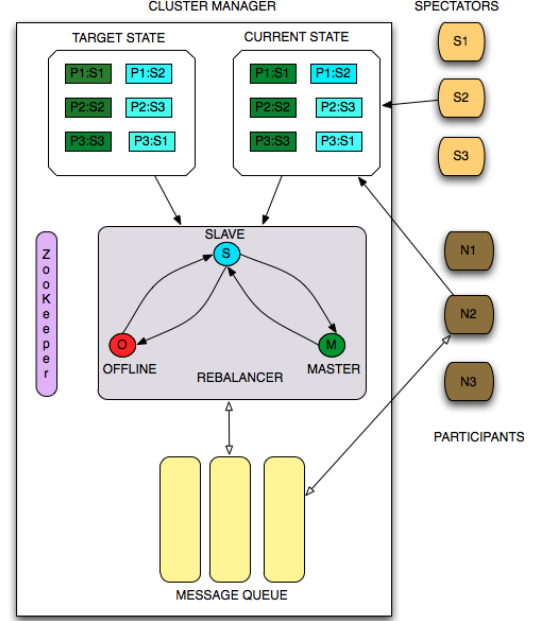 CLUSTER MANAGER
SPECTATORS
TARGET STATE
CURRENT STATE
P1:S1 P1:S2
P2:S2 P2:S3
P3:S3 P3:S1
P1:S1 P1:S2
P2:S2 P2:S3
P3:S3 P3:S1
S1
S2
S3
ZooKeeper
SLAVE
S
O
M
OFFLINE
MASTER
REBALANCER
N1
N2
N3
PARTICIPANTS
MESSAGE QUEUE